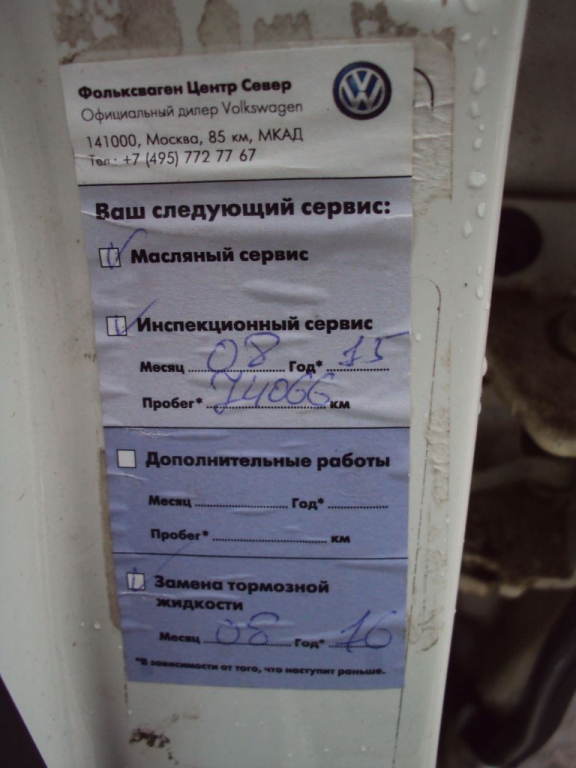 Фольксваген Центр Север
Официальный дилер Volkswagen
141000, Москва, 85 км, МКАД
Тел.: +7 (495) 772 77 67
Ваш следующий сервис:
Масляный сервис
Инспекционный сервис
Месяц 08 Год* 15
Пробег* 74066 км
Дополнительные работы
Месяц Год*
Пробег* км
Замена тормозной
жидкости
Месяц 08 Год* 16
*В зависимости от того, что наступит раньше.